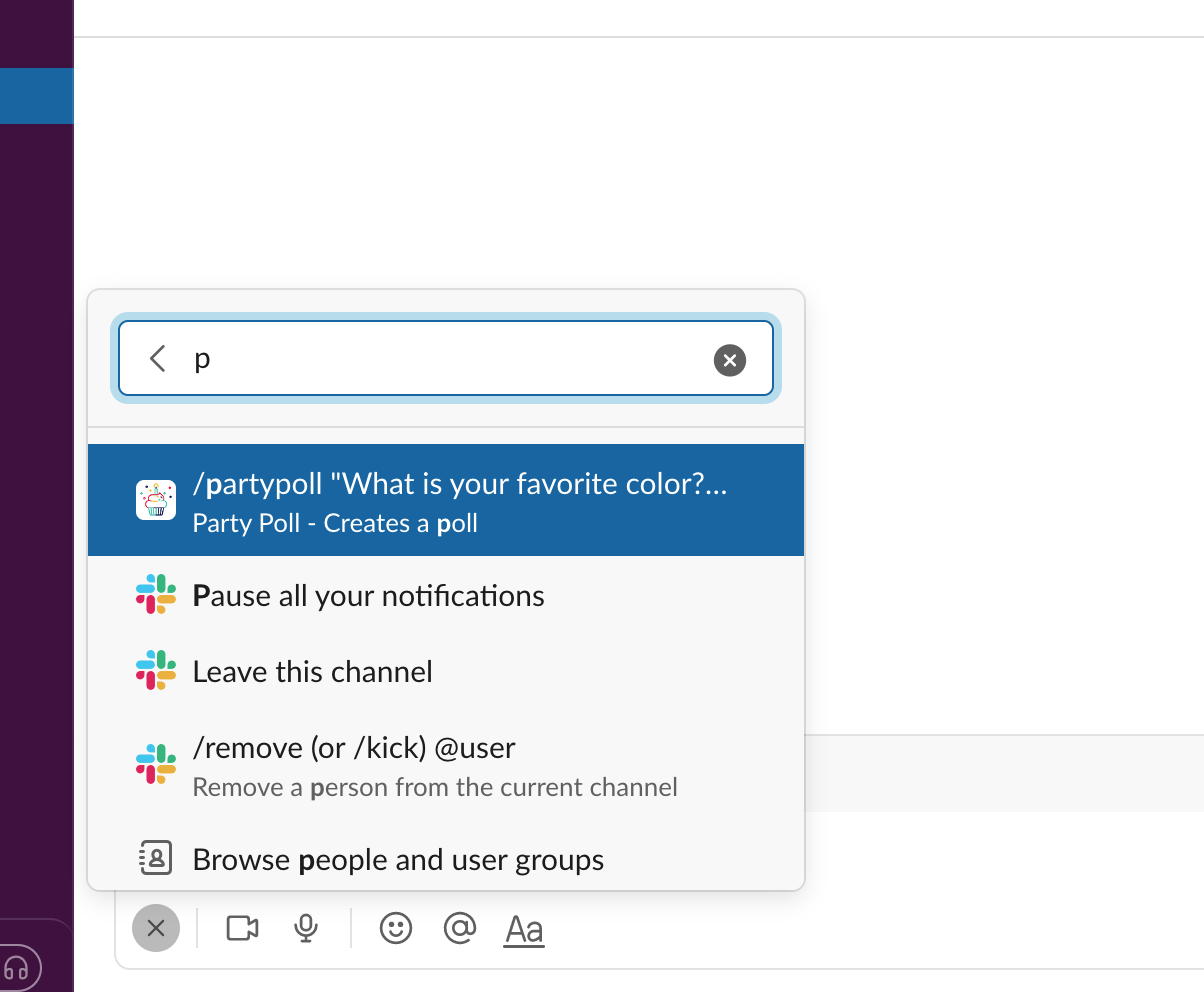 p
/partypoll "What is your favorite color?...
Party Poll - Creates a poll
Pause all your notifications
Leave this channel
/remove (or /kick) @user
Remove a person from the current channel
Browse people and user groups
@ Aa